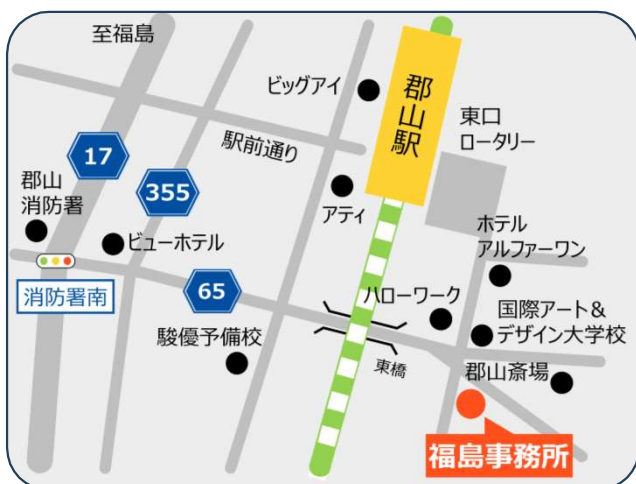 至福島
ビッグアイ
郡山駅
東口
ロータリー
駅前通り
17
355
郡山
消防署
アティ
ビューホテル
ホテル
アルファーワン
消防署南
65
ハローワーク
国際アート＆
デザイン大学校
駿優予備校
東橋
郡山斎場
福島事務所